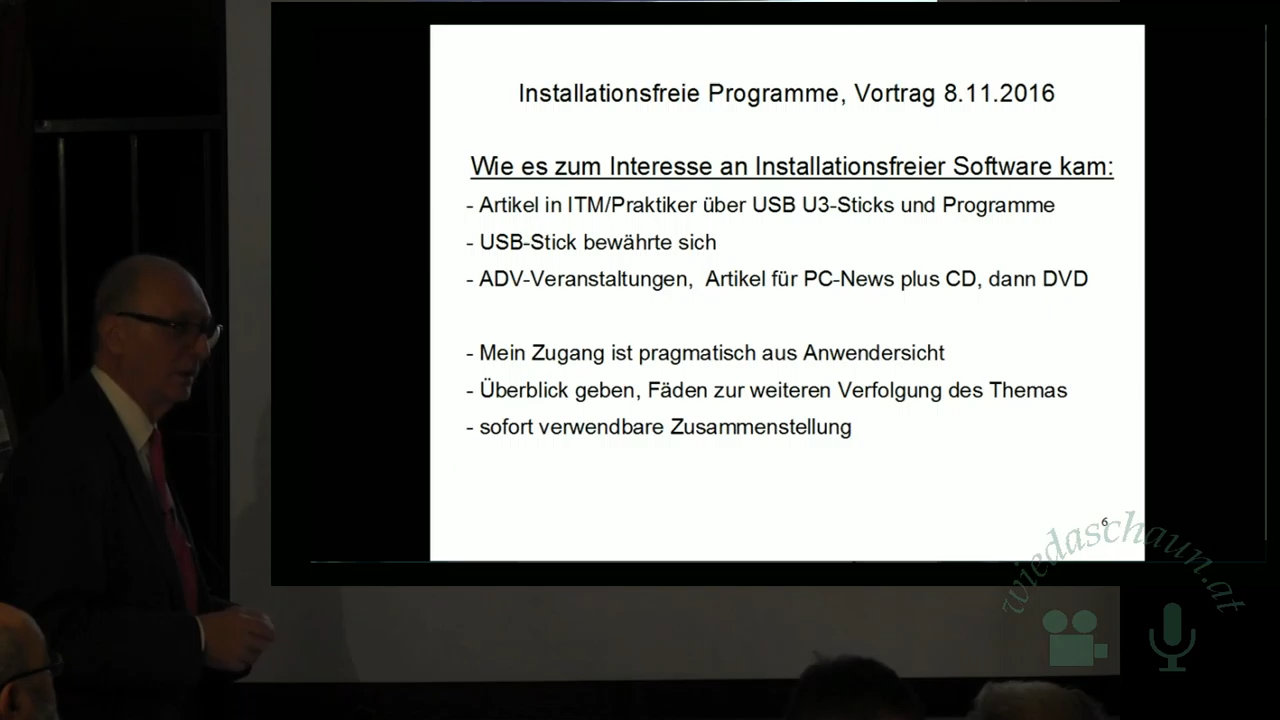 Installationsfreie Programme, Vortrag 8.11.2016
Wie es zum Interesse an Installationsfreier Software kam:
- Artikel in ITM/Praktiker über USB U3-Sticks und Programme
- USB-Stick bewährte sich
- ADV-Veranstaltungen, Artikel für PC-News plus CD, dann DVD
- Mein Zugang ist pragmatisch aus Anwendersicht
- Überblick geben, Fäden zur weiteren Verfolgung des Themas
- sofort verwendbare Zusammenstellung
6
wiedaschaun.at